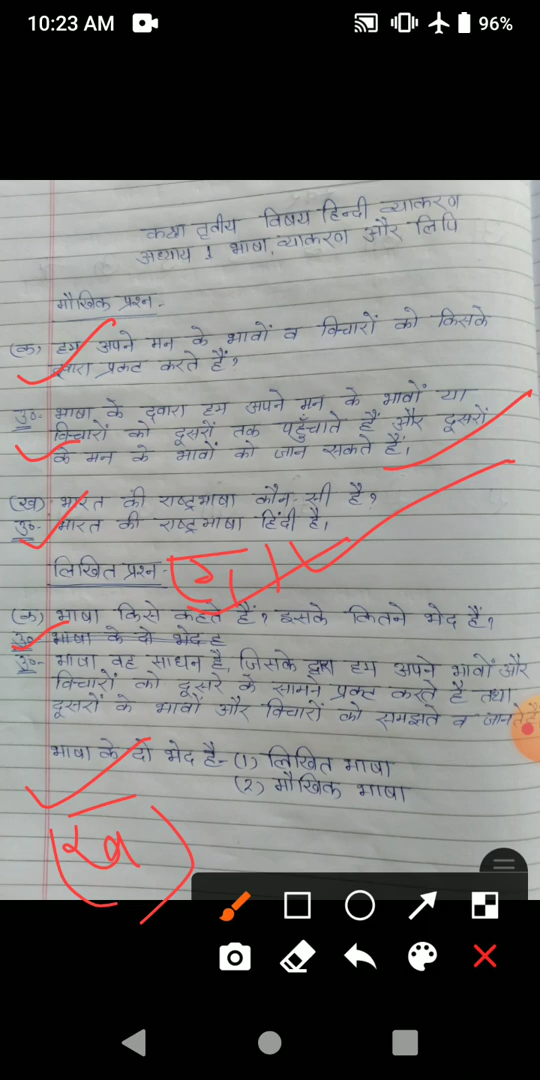 10:23 AM
96%
कक्षा तृतीय विषय हिन्दी व्याकरण
अध्याय 1 भाषा, व्याकरण और लिपि
मौखिक प्रश्न-
(क) हम अपने मन के भावों व विचारों को किसके
द्वारा प्रकट करते हैं?
उ०- भाषा के द्वारा हम अपने मन के भावों या
विचारों को दूसरों तक पहुँचाते हैं और दूसरों
के मन के भावों को जान सकते हैं।
(ख) भारत की राष्ट्रभाषा कौन-सी है?
उ०- भारत की राष्ट्रभाषा हिंदी है।
लिखित प्रश्न-
(क) भाषा किसे कहते हैं? इसके कितने भेद हैं?
उ० भाषा के दो भेद ह
उ०- भाषा वह साधन है, जिसके द्वारा हम अपने भावों और
विचारों को दूसरे के सामने प्रकट करते हैं तथा
दूसरों के भावों और विचारों को समझते व जानते हैं
भाषा के दो भेद हैं- (1) लिखित भाषा
(2) मौखिक भाषा